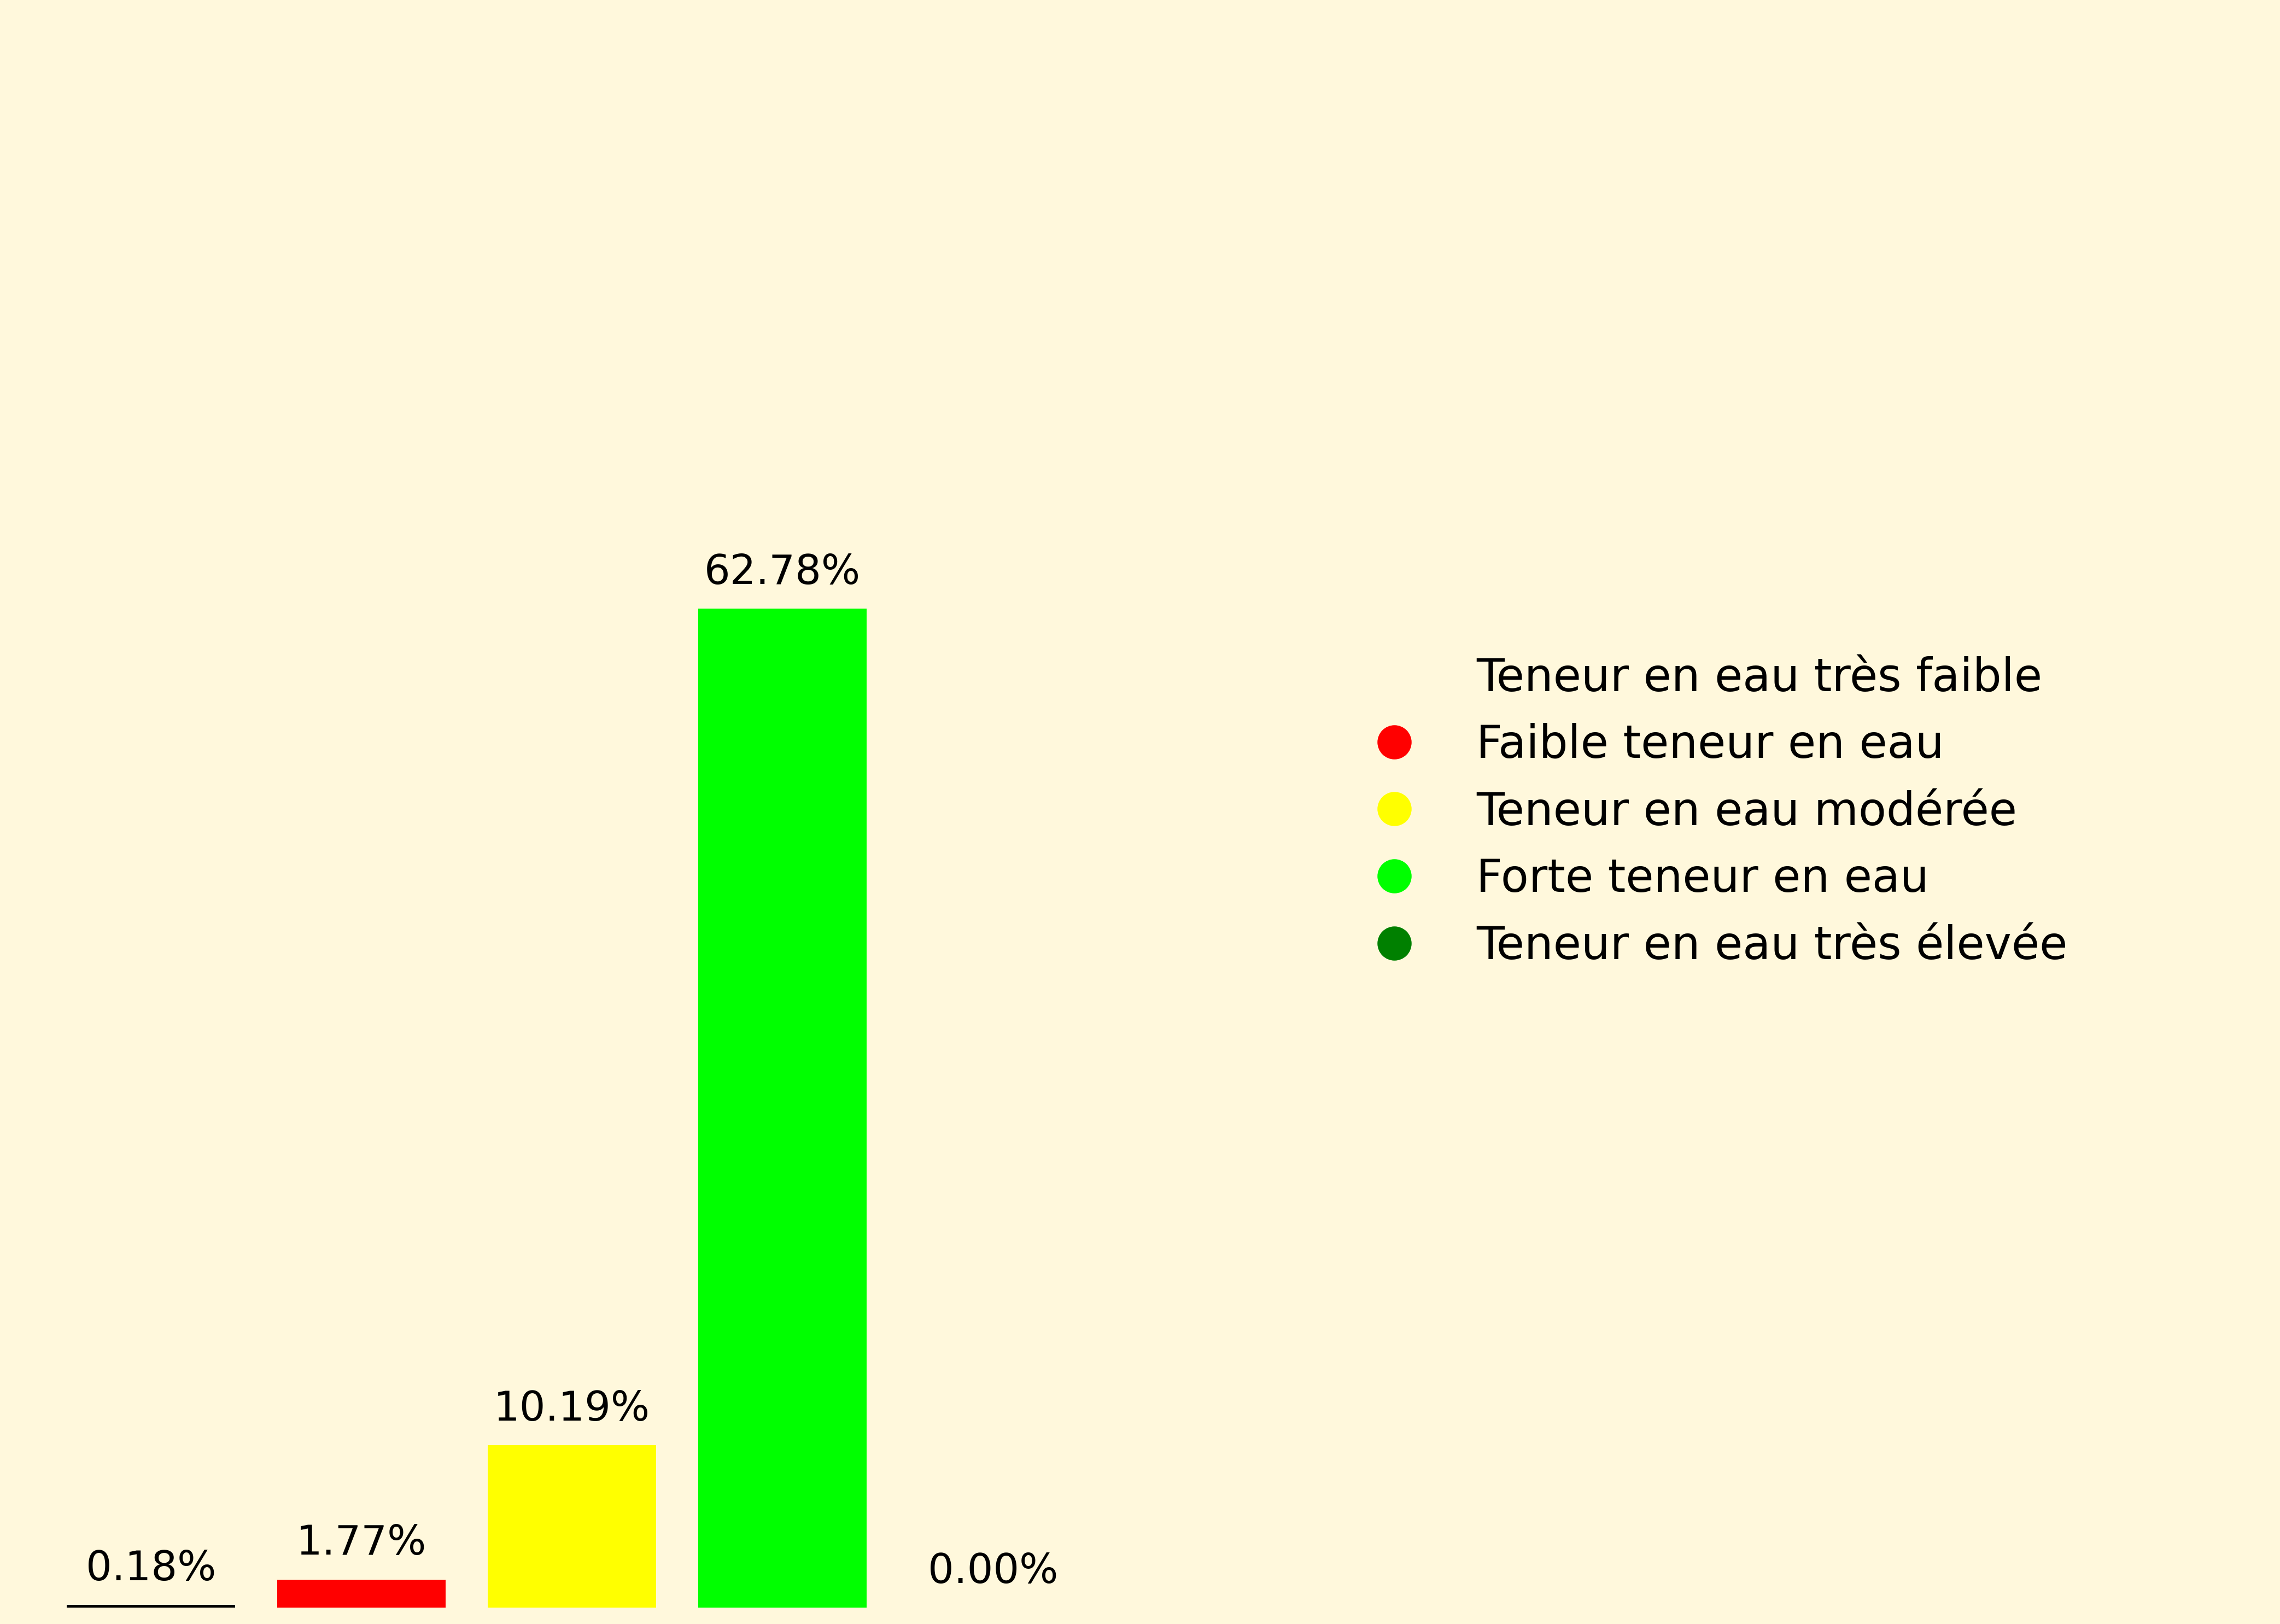 62.78%
10.19%
1.77%
0.18%
0.00%
Teneur en eau très faible
Faible teneur en eau
Teneur en eau modérée
Forte teneur en eau
Teneur en eau très élevée